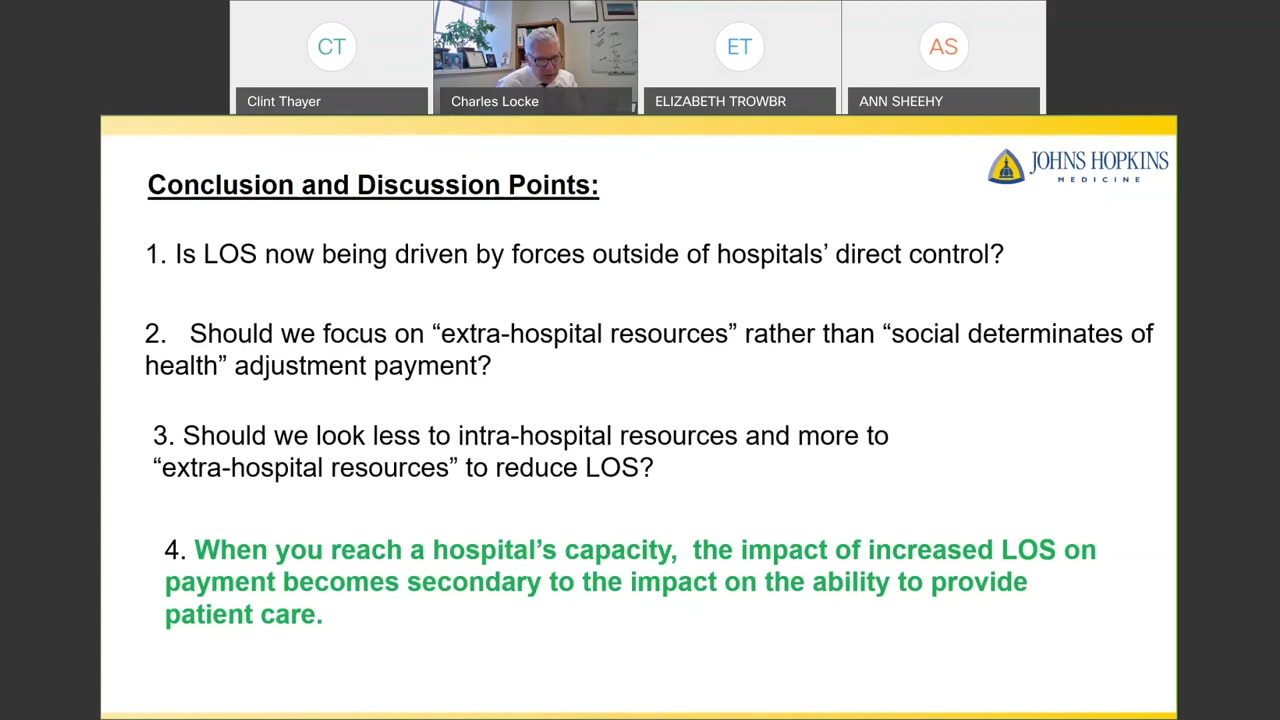 CT
ET
AS
Clint Thayer
Charles Locke
ELIZABETH TROWBR
ANN SHEEHY
JOHNS HOPKINS
MEDICINE
Conclusion and Discussion Points:
1. Is LOS now being driven by forces outside of hospitals’ direct control?
2. Should we focus on “extra-hospital resources” rather than “social determinates of
health” adjustment payment?
3. Should we look less to intra-hospital resources and more to
“extra-hospital resources” to reduce LOS?
4. When you reach a hospital’s capacity, the impact of increased LOS on
payment becomes secondary to the impact on the ability to provide
patient care.